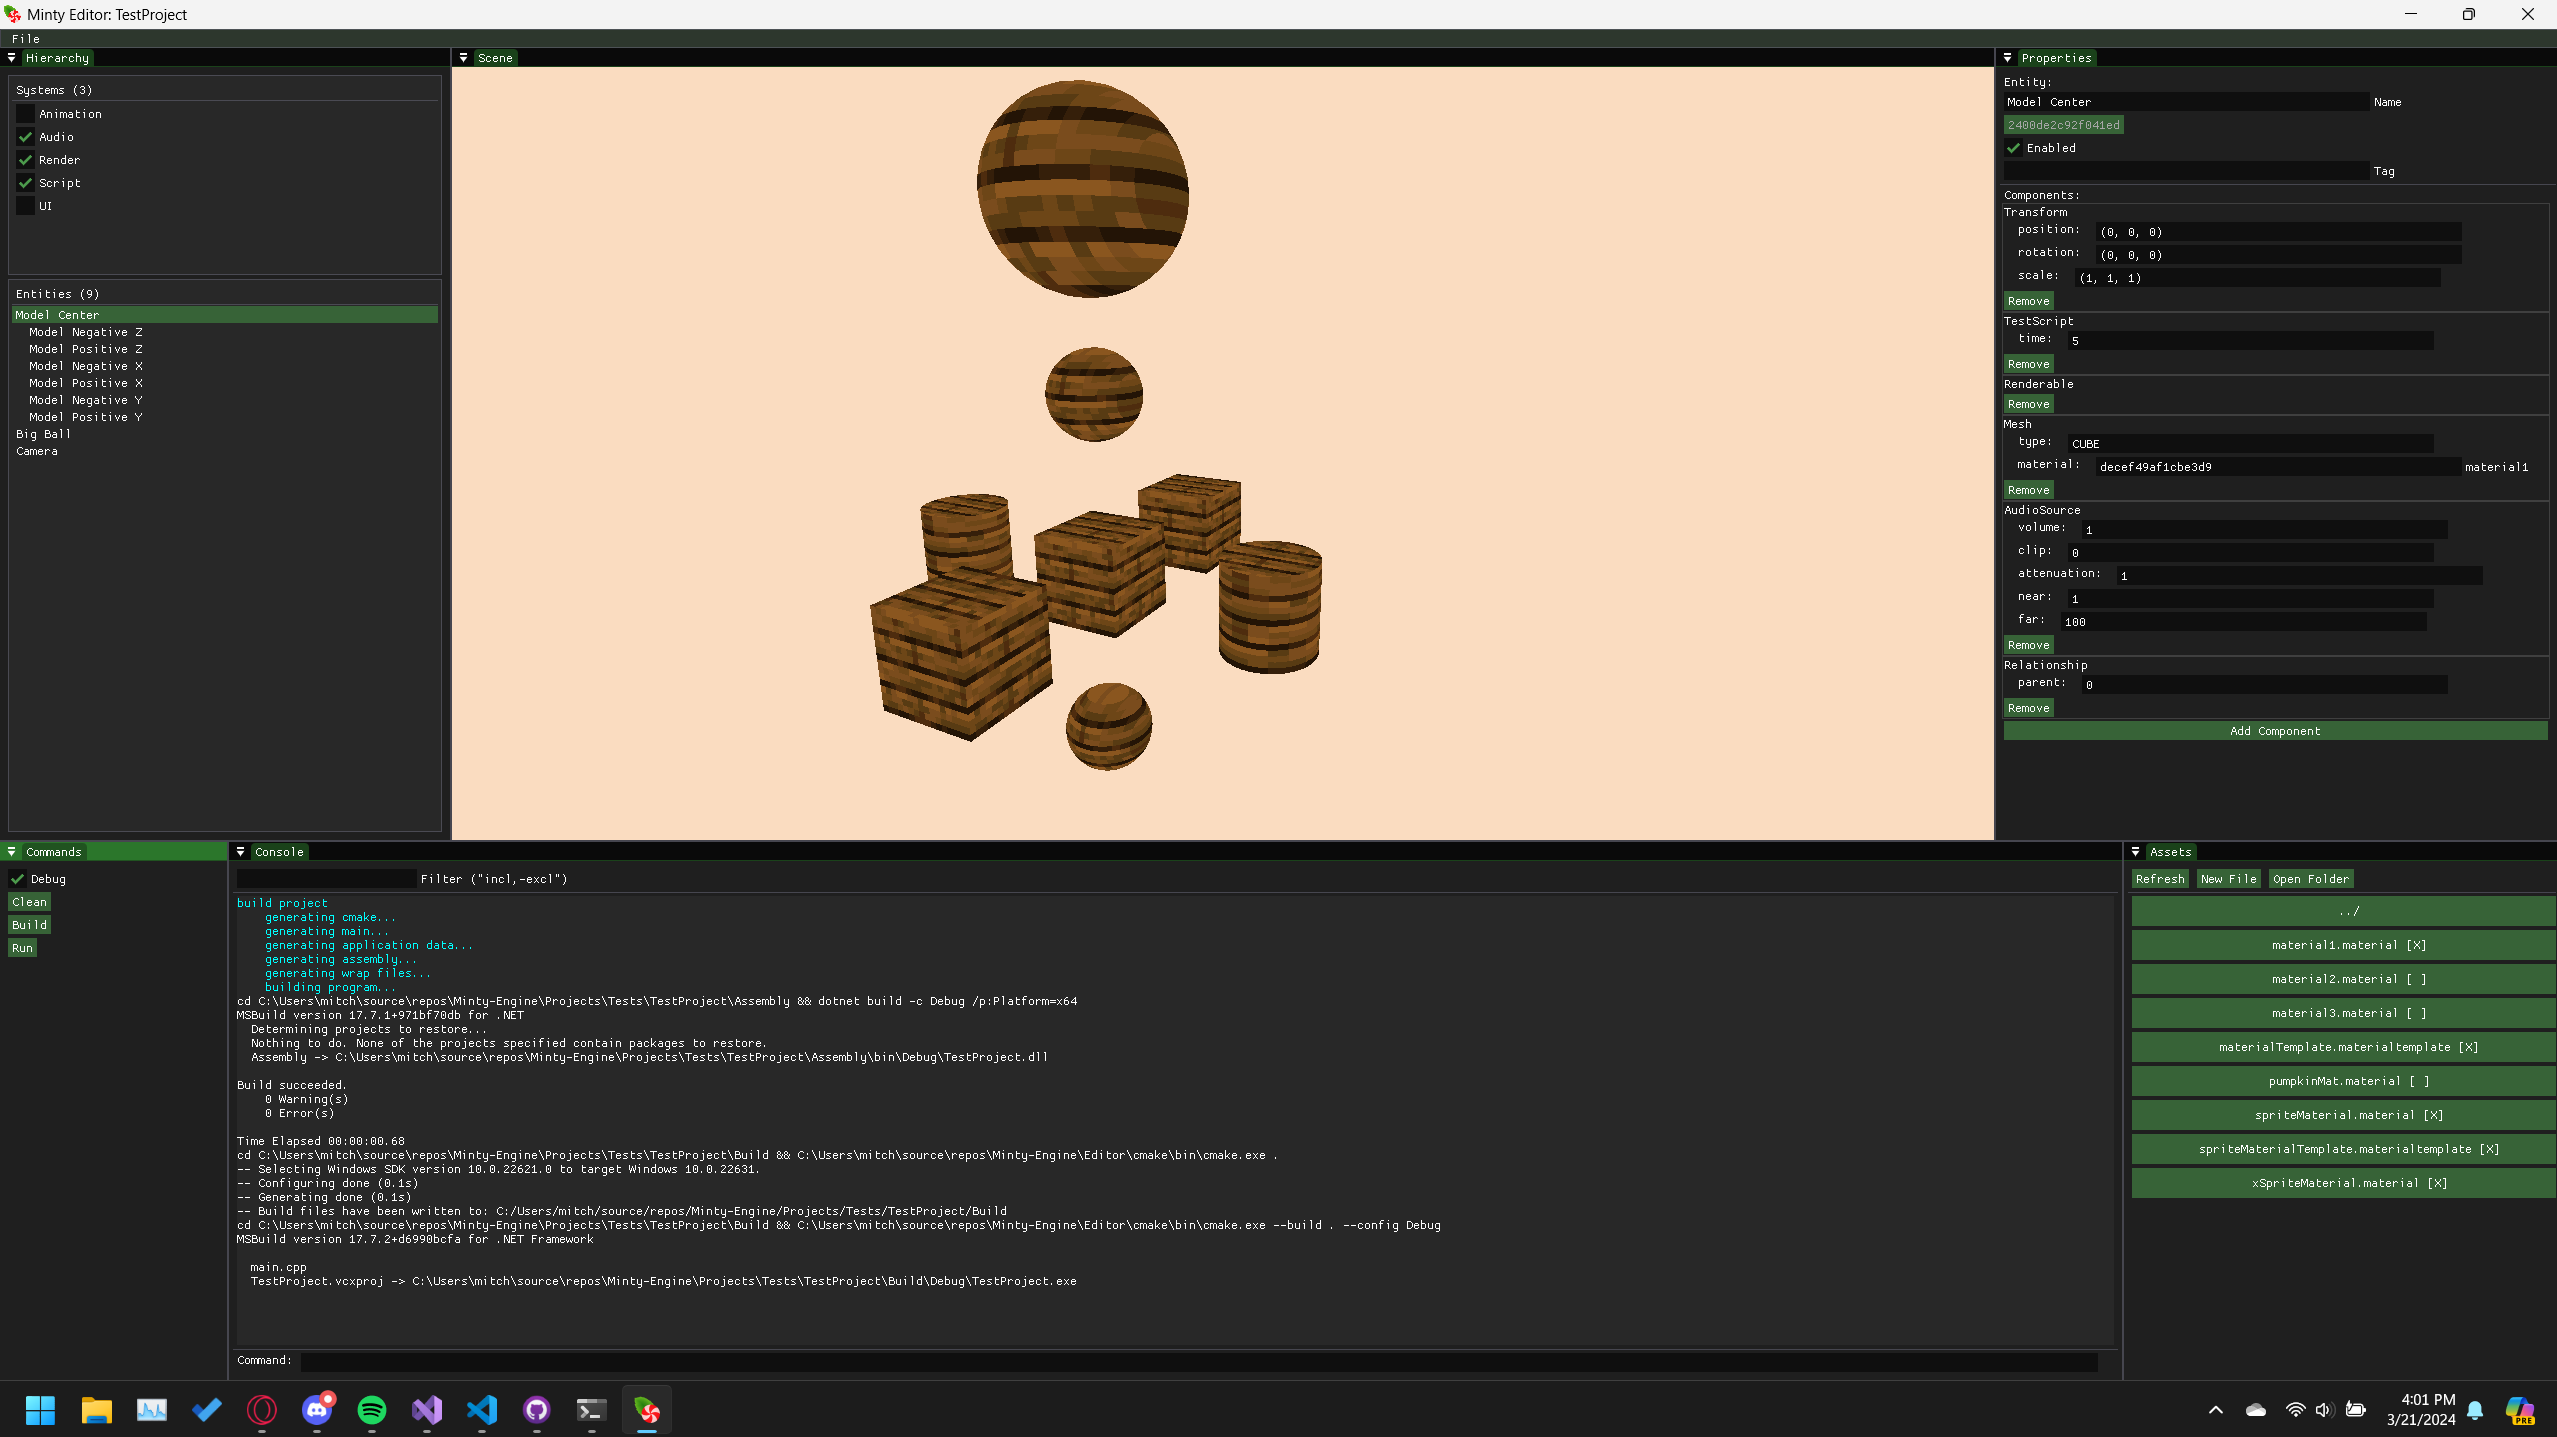 Minty Editor: TestProject
File
Hierarchy
Systems (3)
Animation
Audio
Render
Script
UI
Entities (9)
Model Center
Model Negative Z
Model Positive Z
Model Negative X
Model Positive X
Model Negative Y
Model Positive Y
Big Ball
Camera
Scene
Properties
Entity:
Model Center Name
2400de2c92f041ed
Enabled
Tag
Components:
Transform
position: (0, 0, 0)
rotation: (0, 0, 0)
scale: (1, 1, 1)
Remove
TestScript
time: 5
Remove
Renderable
Remove
Mesh
type: CUBE
material: decef49af1cbe3d9 material1
Remove
AudioSource
volume: 1
clip: 0
attenuation: 1
near: 1
far: 100
Remove
Relationship
parent: 0
Remove
Add Component
Commands
Debug
Clean
Build
Run
Console
Filter ("incl,-excl")
build project
generating cmake...
generating main...
generating application data...
generating assembly...
generating wrap files...
building program...
cd C:\Users\mitch\source\repos\Minty-Engine\Projects\Tests\TestProject\Assembly && dotnet build -c Debug /p:Platform=x64
MSBuild version 17.7.1+971bf70db for .NET
Determining projects to restore...
Nothing to do. None of the projects specified contain packages to restore.
Assembly -> C:\Users\mitch\source\repos\Minty-Engine\Projects\Tests\TestProject\Assembly\bin\Debug\TestProject.dll
Build succeeded.
0 Warning(s)
0 Error(s)
Time Elapsed 00:00:00.68
cd C:\Users\mitch\source\repos\Minty-Engine\Projects\Tests\TestProject\Build && C:\Users\mitch\source\repos\Minty-Engine\Editor\cmake\bin\cmake.exe .
-- Selecting Windows SDK version 10.0.22621.0 to target Windows 10.0.22631.
-- Configuring done (0.1s)
-- Generating done (0.1s)
-- Build files have been written to: C:/Users/mitch/source/repos/Minty-Engine/Projects/Tests/TestProject/Build
cd C:\Users\mitch\source\repos\Minty-Engine\Projects\Tests\TestProject\Build && C:\Users\mitch\source\repos\Minty-Engine\Editor\cmake\bin\cmake.exe --build . --config Debug
MSBuild version 17.7.2+d6990bcfa for .NET Framework
main.cpp
TestProject.vcxproj -> C:\Users\mitch\source\repos\Minty-Engine\Projects\Tests\TestProject\Build\Debug\TestProject.exe
Command:
Assets
Refresh New File Open Folder
../
material1.material [X]
material2.material [ ]
material3.material [ ]
materialTemplate.materialtemplate [X]
pumpkinMat.material [ ]
spriteMaterial.material [X]
spriteMaterialTemplate.materialtemplate [X]
xSpriteMaterial.material [X]
4:01 PM
3/21/2024
PRE